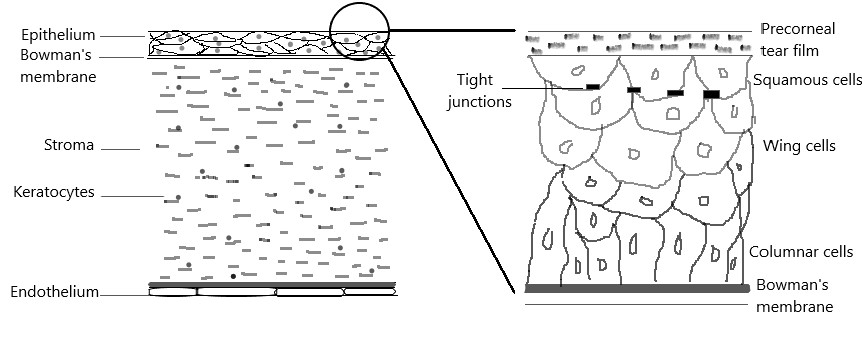 Epithelium
Bowman's
membrane
Stroma
Keratocytes
Endothelium
Tight
junctions
Precorneal
tear film
Squamous cells
Wing cells
Columnar cells
Bowman's
membrane